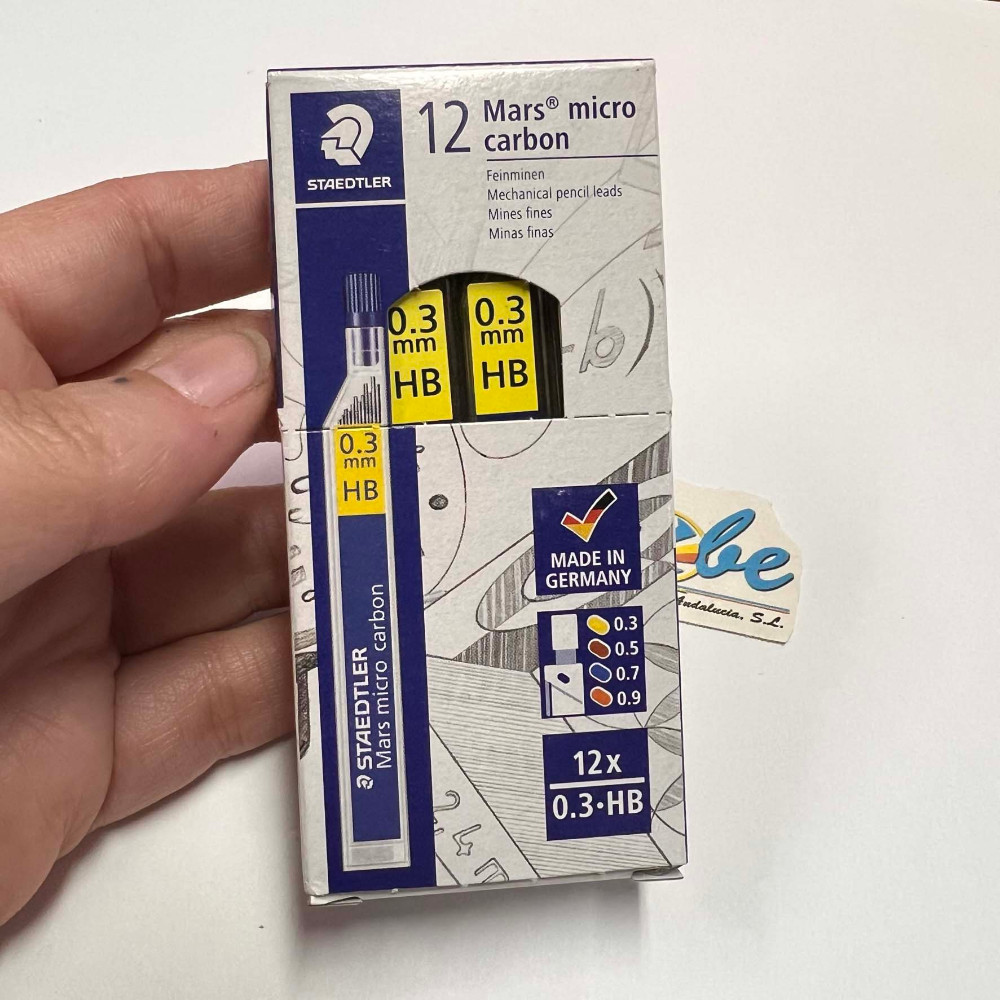 STAEDTLER
12 Mars® micro
carbon
Feinminen
Mechanical pencil leads
Mines fines
Minas finas
0.3
mm
HB
0.3
mm
HB
-b)
0.3
mm
HB
STAEDTLER
Mars micro carbon
MADE IN
GERMANY
0.3
0.5
0.7
0.9
12x
0.3•HB
be
Andalucia, S.L.